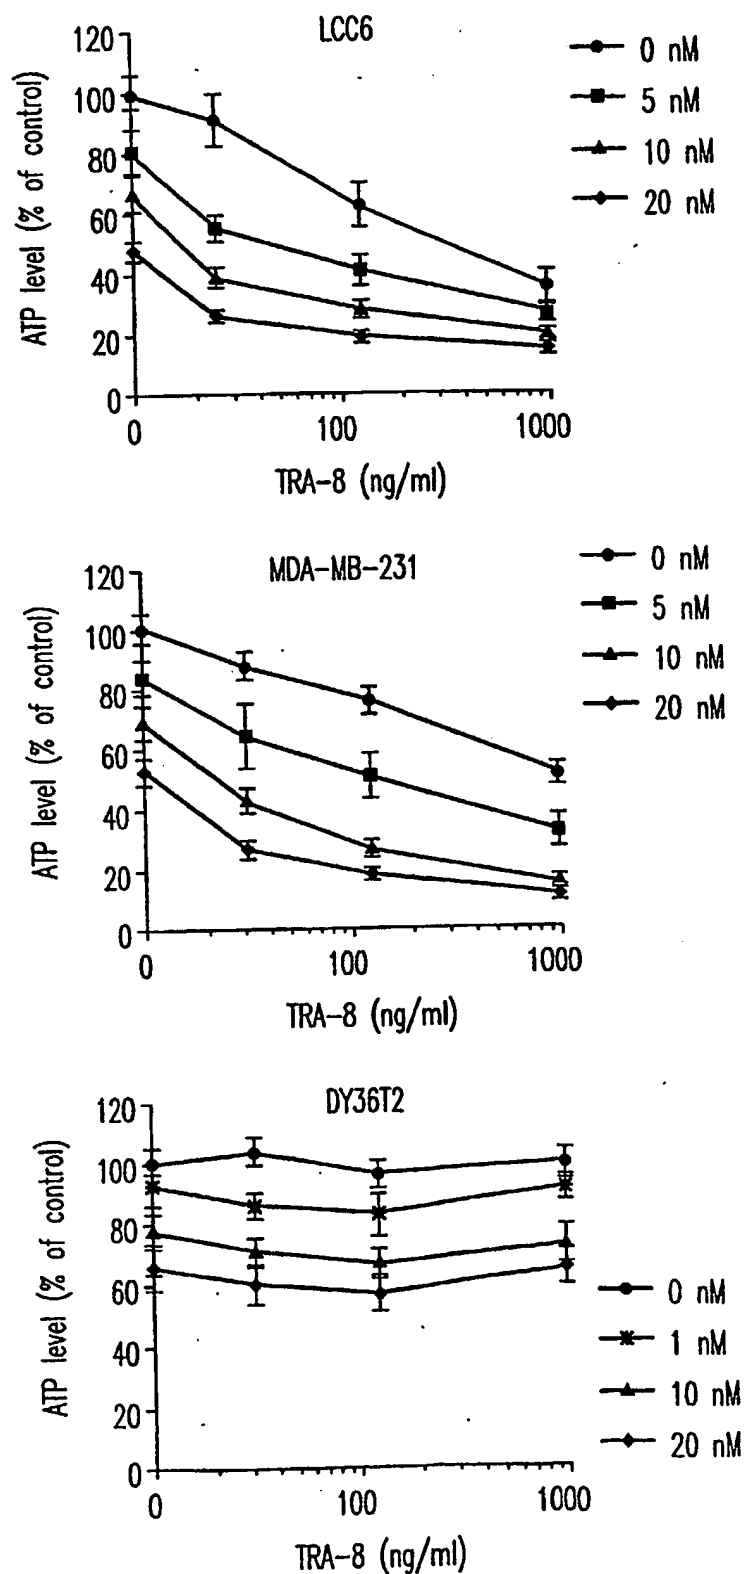 LCC6
120
100
80
60
40
20
0
ATP level (% of control)
0 100 1000
TRA-8 (ng/ml)
0 nM
5 nM
10 nM
20 nM
MDA-MB-231
120
100
80
60
40
20
0
ATP level (% of control)
0 100 1000
TRA-8 (ng/ml)
0 nM
5 nM
10 nM
20 nM
DY36T2
120
100
80
60
40
20
0
ATP level (% of control)
0 100 1000
TRA-8 (ng/ml)
0 nM
1 nM
10 nM
20 nM